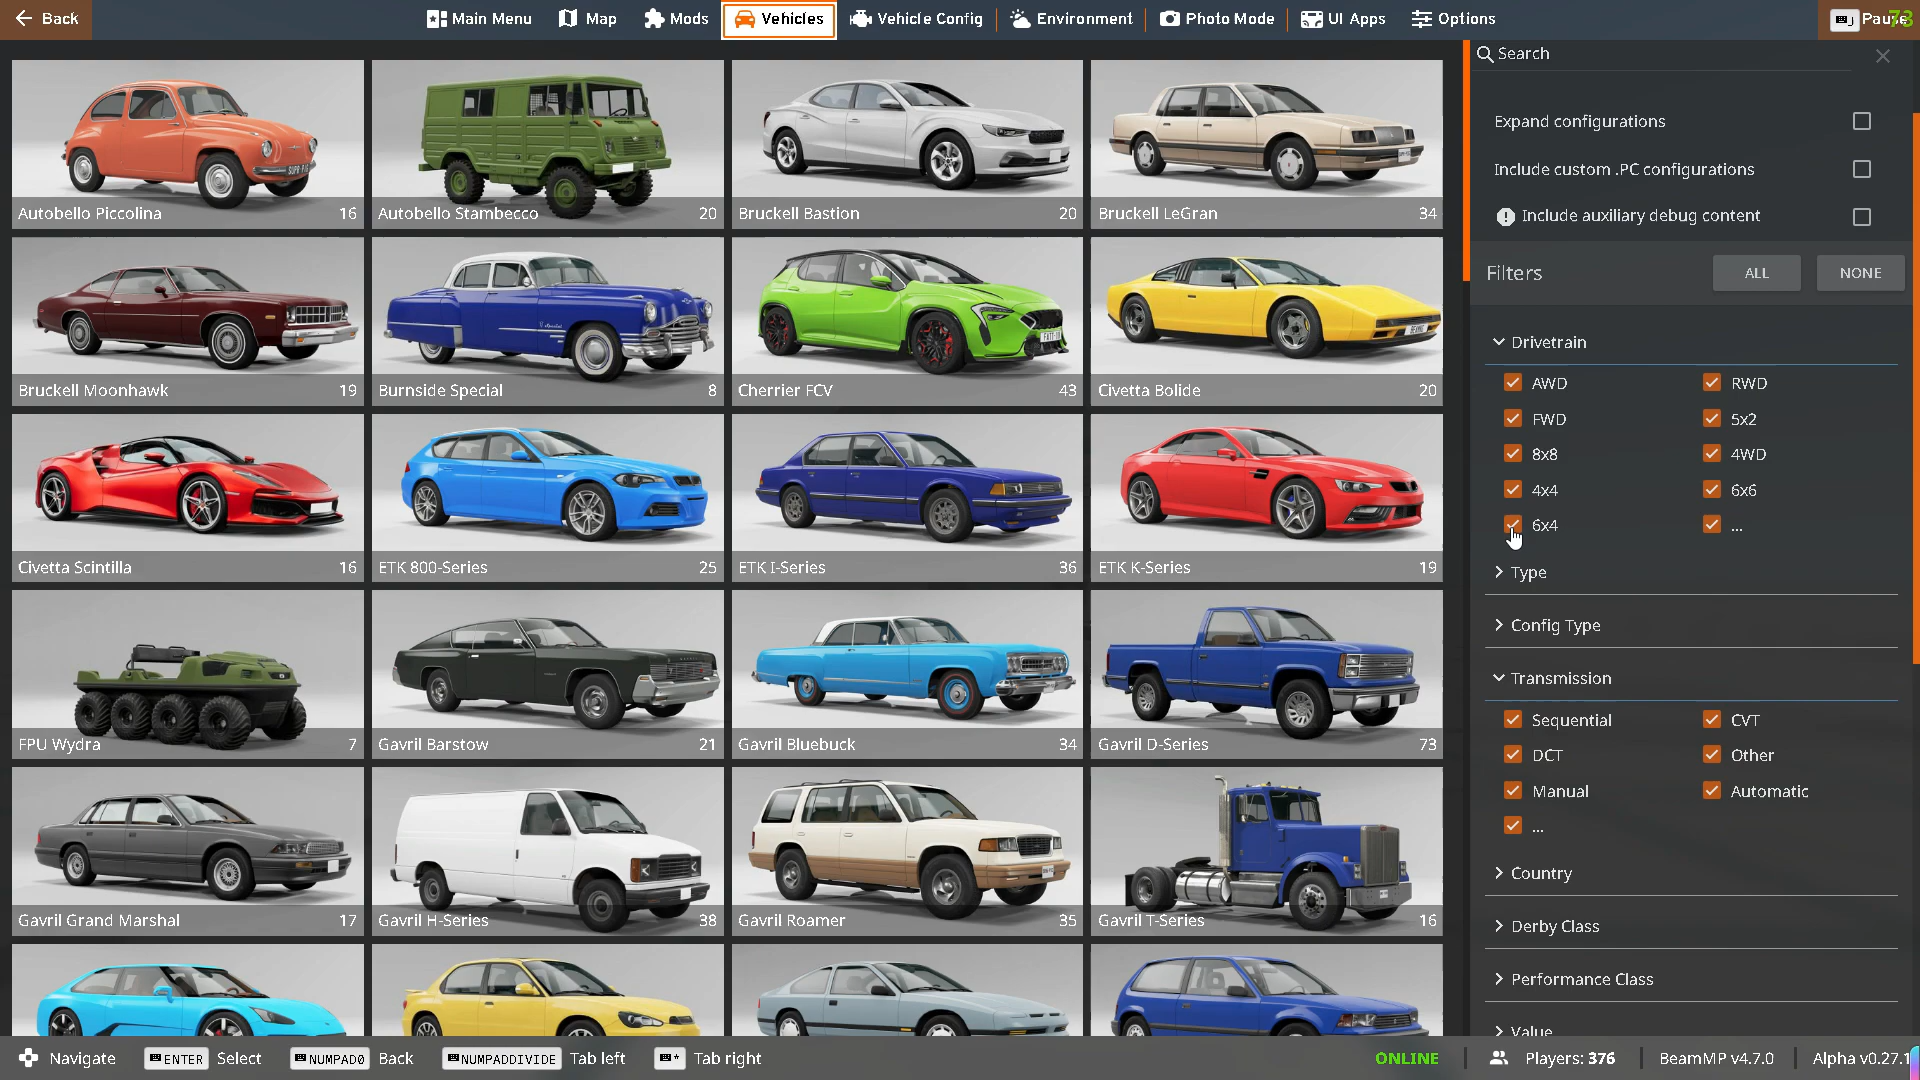 Back
Main Menu
Map
Mods
Vehicles
Vehicle Config
Environment
Photo Mode
UI Apps
Options
J
Pause
73
Autobello Piccolina 16
Autobello Stambecco 20
Bruckell Bastion 20
Bruckell LeGran 34
Bruckell Moonhawk 19
Burnside Special 8
Cherrier FCV 43
Civetta Bolide 20
Civetta Scintilla 16
ETK 800-Series 25
ETK I-Series 36
ETK K-Series 19
FPU Wydra 7
Gavril Barstow 21
Gavril Bluebuck 34
Gavril D-Series 73
Gavril Grand Marshal 17
Gavril H-Series 38
Gavril Roamer 35
Gavril T-Series 16
Search
Expand configurations
Include custom .PC configurations
Include auxiliary debug content
Filters
ALL
NONE
Drivetrain
AWD
RWD
FWD
5x2
8x8
4WD
4x4
6x6
6x4
...
Type
Config Type
Transmission
Sequential
CVT
DCT
Other
Manual
Automatic
...
Country
Derby Class
Performance Class
Value
Navigate
ENTER Select
NUMPAD0 Back
NUMPADDIVIDE Tab left
* Tab right
ONLINE
Players: 376
BeamMP v4.7.0
Alpha v0.27.1